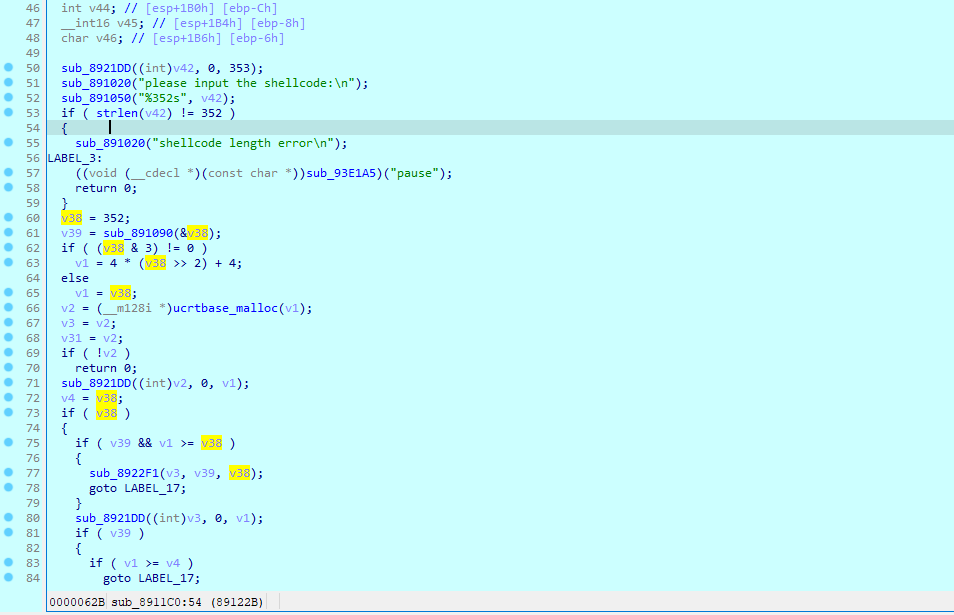 46 int v44; // [esp+1B0h] [ebp-Ch]
47 __int16 v45; // [esp+1B4h] [ebp-8h]
48 char v46; // [esp+1B6h] [ebp-6h]
49
50 sub_8921DD((int)v42, 0, 353);
51 sub_891020("please input the shellcode:\n");
52 sub_891050("%352s", v42);
53 if ( strlen(v42) != 352 )
54 {
55 sub_891020("shellcode length error\n");
56 LABEL_3:
57 ((void (__cdecl *)(const char *))sub_93E1A5)("pause");
58 return 0;
59 }
60 v38 = 352;
61 v39 = sub_891090(&v38);
62 if ( (v38 & 3) != 0 )
63 v1 = 4 * (v38 >> 2) + 4;
64 else
65 v1 = v38;
66 v2 = (__m128i *)ucrtbase_malloc(v1);
67 v3 = v2;
68 v31 = v2;
69 if ( !v2 )
70 return 0;
71 sub_8921DD((int)v2, 0, v1);
72 v4 = v38;
73 if ( v38 )
74 {
75 if ( v39 && v1 >= v38 )
76 {
77 sub_8922F1(v3, v39, v38);
78 goto LABEL_17;
79 }
80 sub_8921DD((int)v3, 0, v1);
81 if ( v39 )
82 {
83 if ( v1 >= v4 )
84 goto LABEL_17;
0000062B sub_8911C0:54 (89122B)